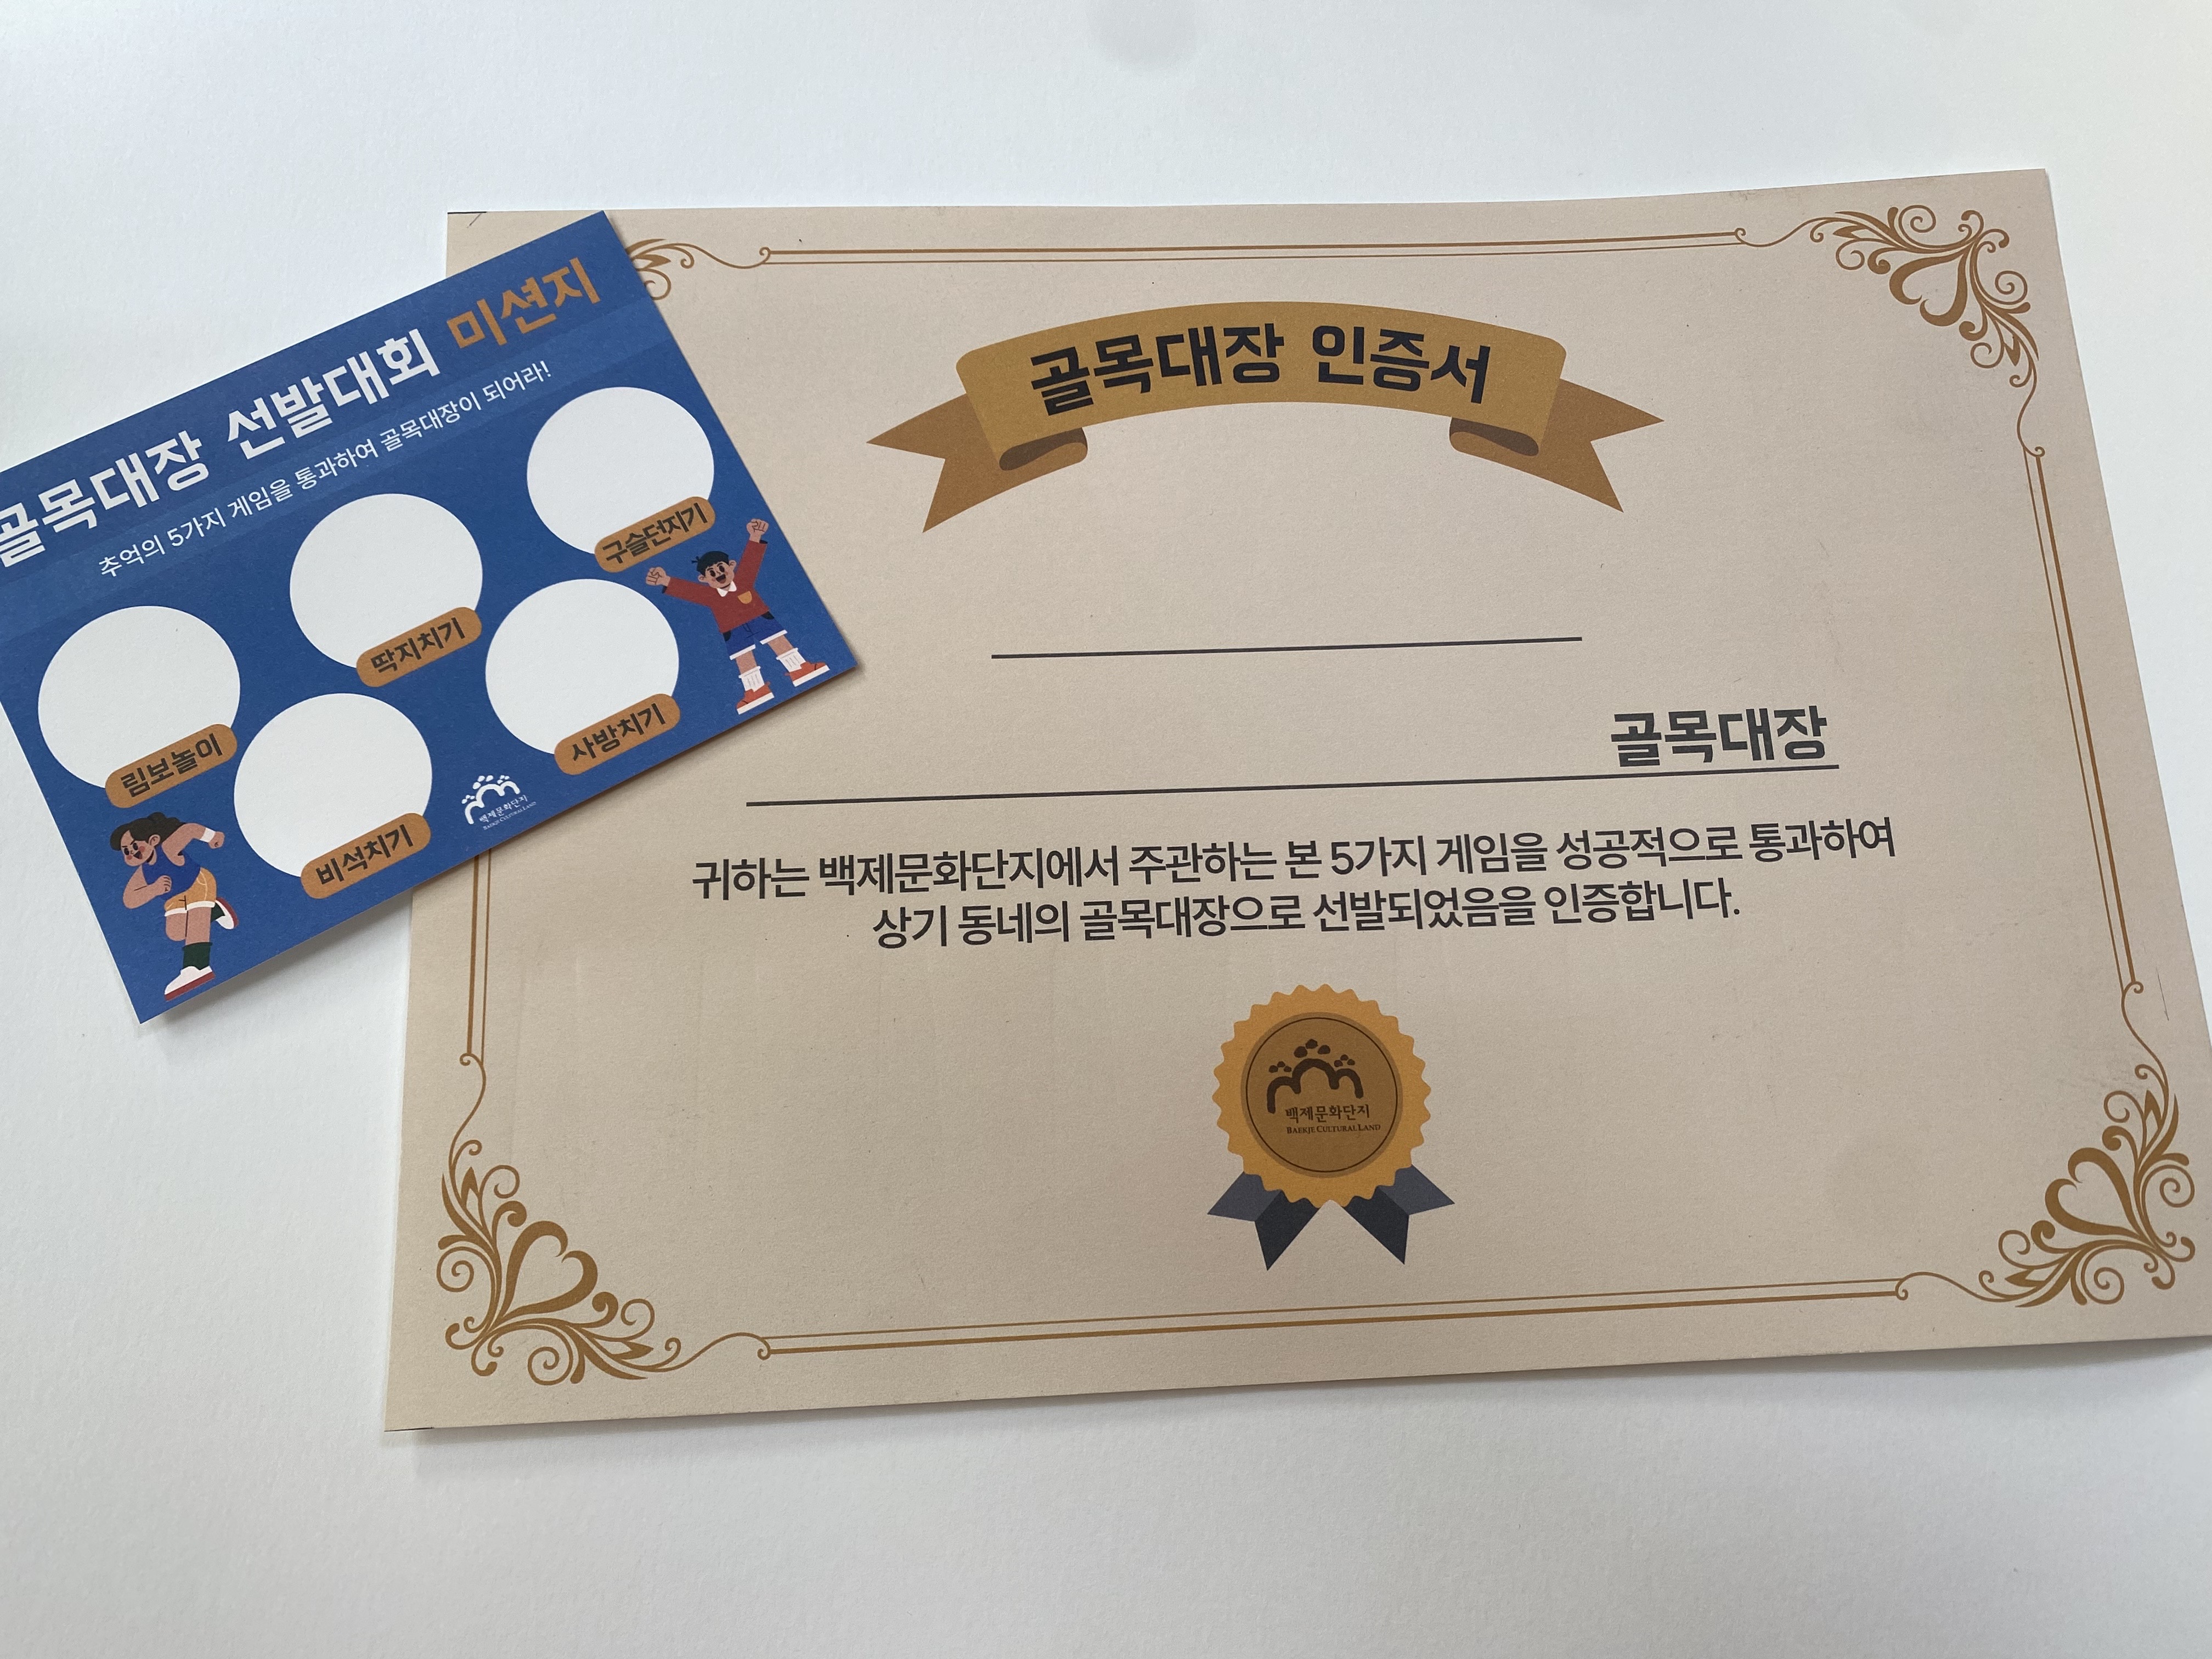 골목대장 선발대회 미션지
추억의 5가지 게임을 통과하여 골목대장이 되어라!
림보놀이
딱지치기
구슬던지기
비석치기
사방치기
백제문화단지
BAEKJE CULTURAL LAND
골목대장 인증서
골목대장
귀하는 백제문화단지에서 주관하는 본 5가지 게임을 성공적으로 통과하여
상기 동네의 골목대장으로 선발되었음을 인증합니다.
백제문화단지
BAEKJE CULTURAL LAND